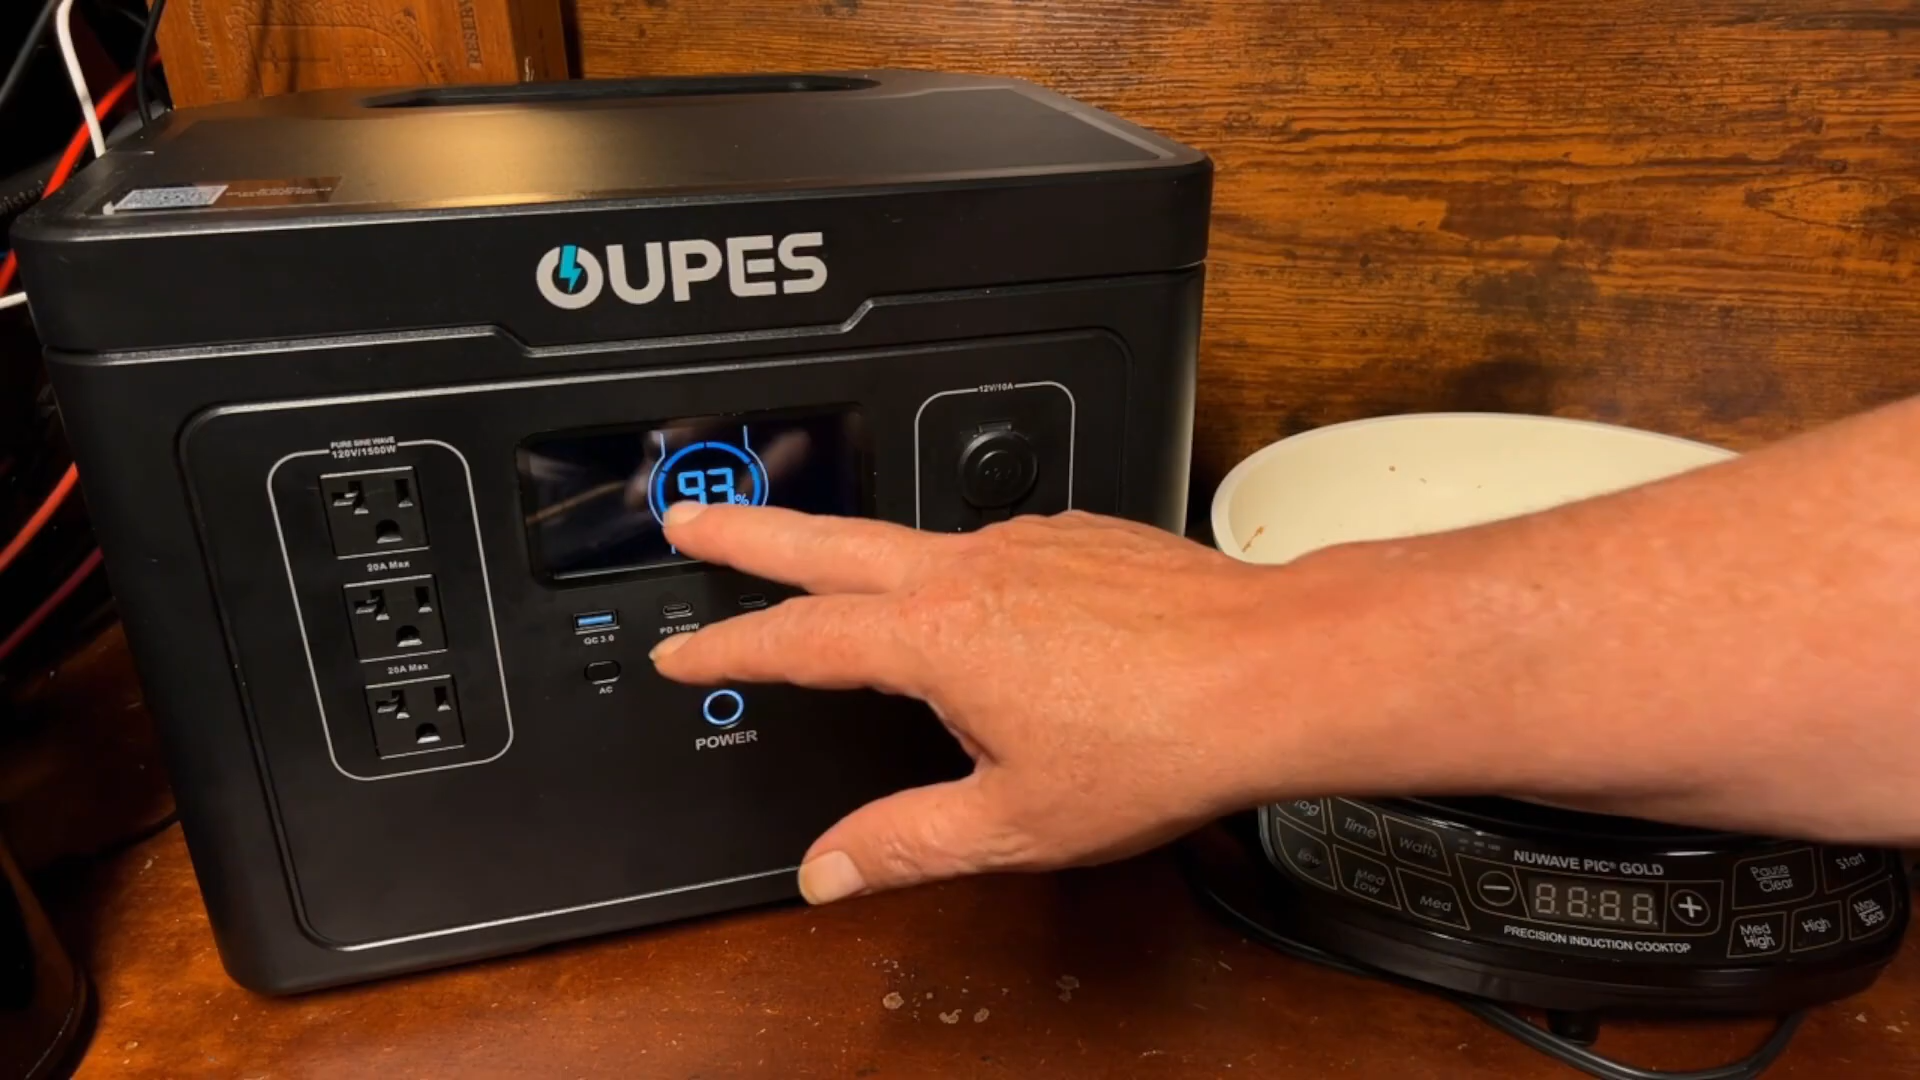 RESERV
OUPES
PURE SINE WAVE
120V/1500W
20A Max
20A Max
12V/10A
93%
QC 3.0
PD 140W
AC
POWER
Time
Watts
Low
Med
Low
Med
NUWAVE PIC® GOLD
8.8:8.8
PRECISION INDUCTION COOKTOP
Pause
Clear
Start
Med
High
High
Max
Sear